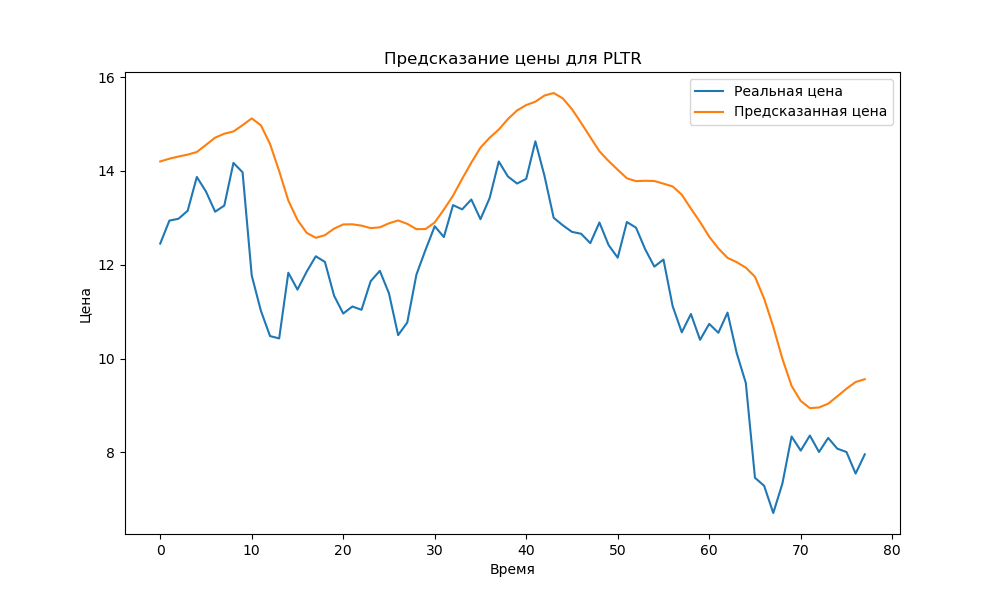 Предсказание цены для PLTR
Реальная цена
Предсказанная цена
Цена
16
14
12
10
8
0 10 20 30 40 50 60 70 80
Время